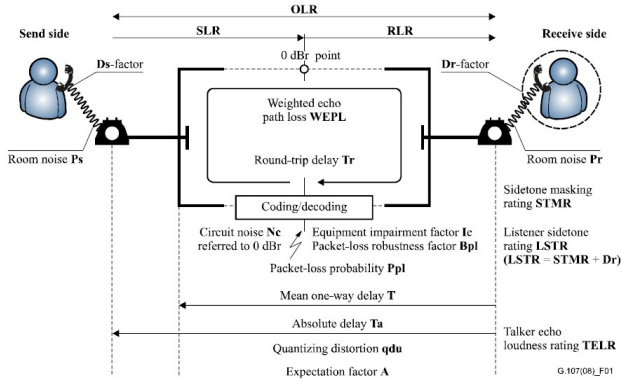 OLR
Send side
SLR
RLR
Receive side
0 dBr point
Ds-factor
Dr-factor
Weighted echo
path loss WEPL
Room noise Ps
Round-trip delay Tr
Room noise Pr
Coding/decoding
Sidetone masking
rating STMR
Circuit noise Nc
referred to 0 dBr
Equipment impairment factor Ie
Packet-loss robustness factor Bpl
Listener sidetone
rating LSTR
(LSTR = STMR + Dr)
Packet-loss probability Ppl
Mean one-way delay T
Absolute delay Ta
Talker echo
loudness rating TELR
Quantizing distortion qdu
Expectation factor A
G.107(08)_F01